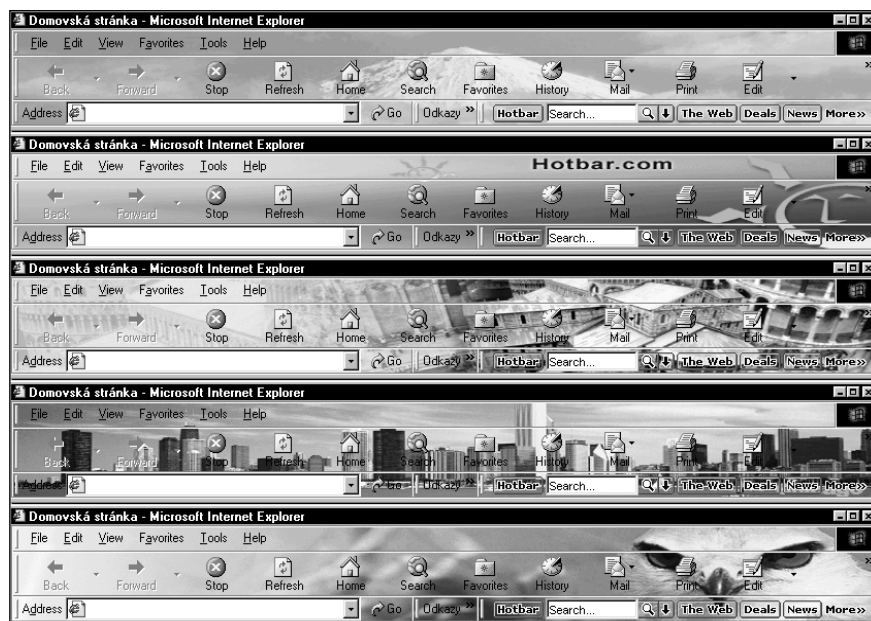 Domovská stránka - Microsoft Internet Explorer
File Edit View Favorites Tools Help
Back Forward Stop Refresh Home Search Favorites History Mail Print Edit »
Address Go Odkazy » Hotbar Search... The Web Deals News More»
Domovská stránka - Microsoft Internet Explorer
Hotbar.com
File Edit View Favorites Tools Help
Back Forward Stop Refresh Home Search Favorites History Mail Print Edit »
Address Go Odkazy » Hotbar Search... The Web Deals News More»
Domovská stránka - Microsoft Internet Explorer
File Edit View Favorites Tools Help
Back Forward Stop Refresh Home Search Favorites History Mail Print Edit »
Address Go Odkazy » Hotbar Search... The Web Deals News More»
Domovská stránka - Microsoft Internet Explorer
File Edit View Favorites Tools Help
Back Forward Stop Refresh Home Search Favorites History Mail Print Edit »
Address Go Odkazy » Hotbar Search... The Web Deals News More»
Domovská stránka - Microsoft Internet Explorer
File Edit View Favorites Tools Help
Back Forward Stop Refresh Home Search Favorites History Mail Print Edit »
Address Go Odkazy » Hotbar Search... The Web Deals News More»